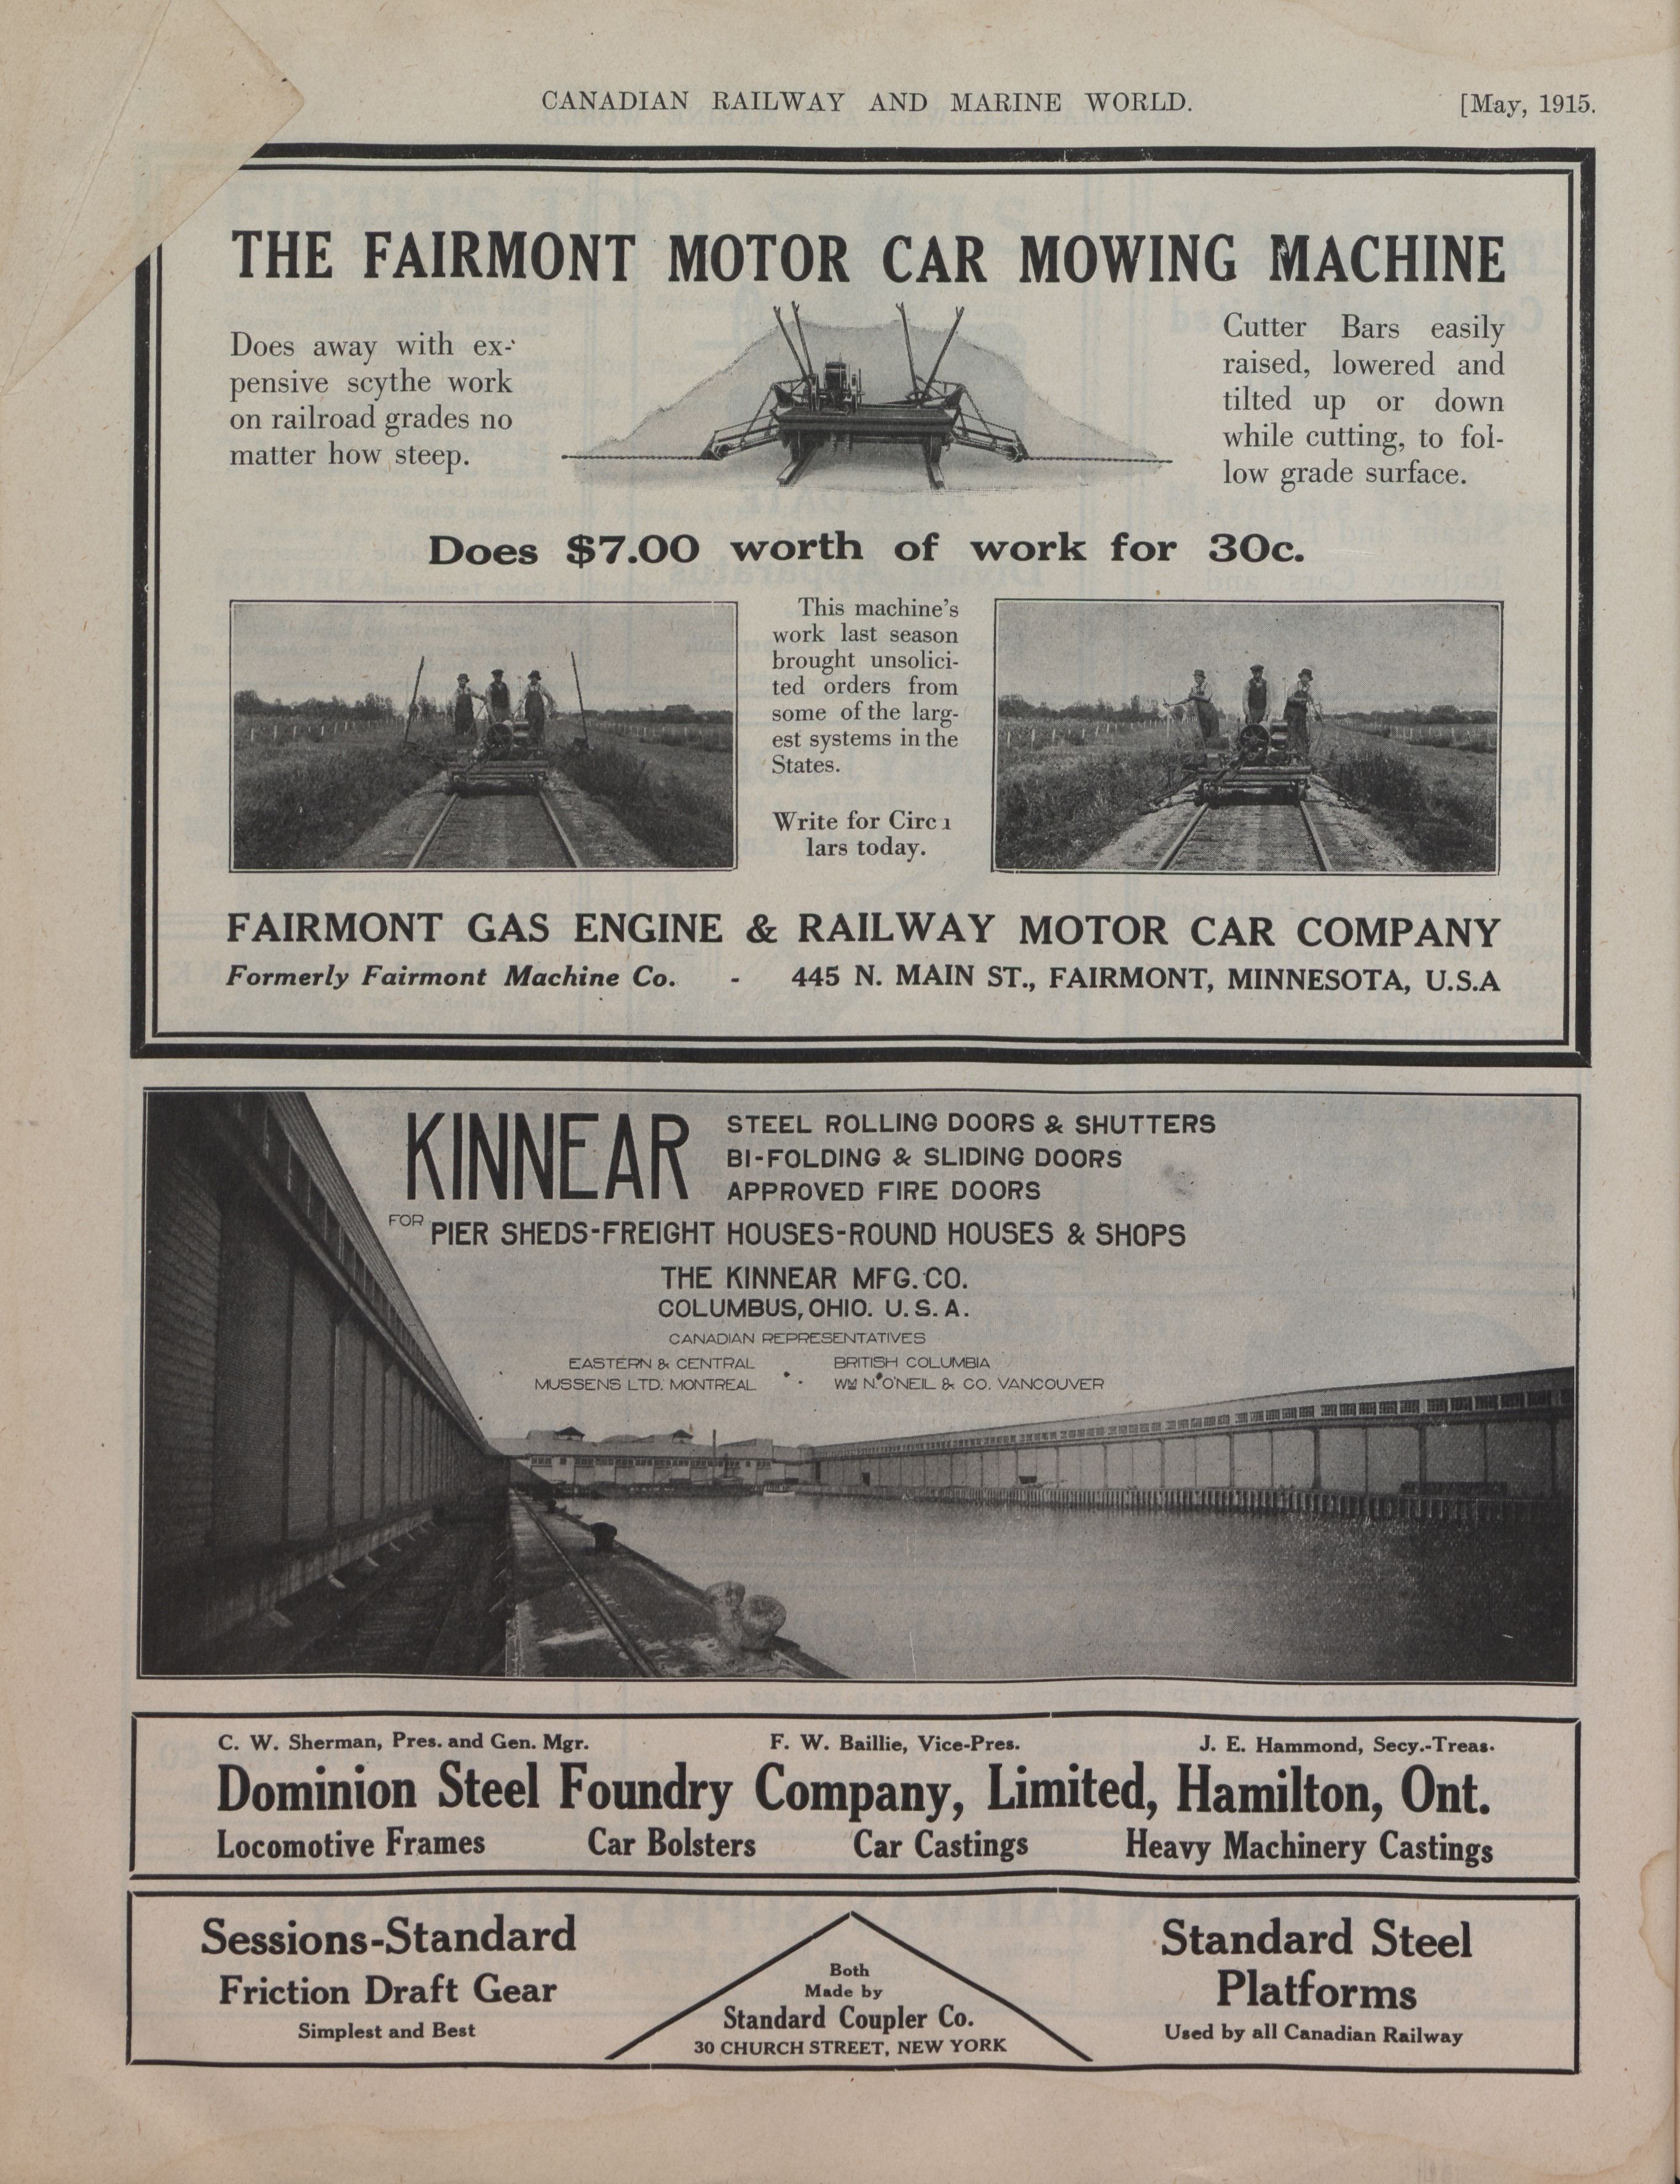 CANADIAN RAILWAY AND MARINE WORLD.
[May, 1915.
THE FAIRMONT MOTOR CAR MOWING MACHINE
Does away with ex-
pensive scythe work
on railroad grades no
matter how steep.
Cutter Bars easily
raised, lowered and
tilted up or down
while cutting, to fol-
low grade surface.
Does $7.00 worth of work for 30c.
This machine's
work last season
brought unsolici-
ted orders from
some of the larg-
est systems in the
States.
Write for Circ
lars today.
FAIRMONT GAS ENGINE & RAILWAY MOTOR CAR COMPANY
Formerly Fairmont Machine Co. - 445 N. MAIN ST., FAIRMONT, MINNESOTA, U.S.A
KINNEAR
STEEL ROLLING DOORS & SHUTTERS
BI-FOLDING & SLIDING DOORS
APPROVED FIRE DOORS
FOR PIER SHEDS-FREIGHT HOUSES-ROUND HOUSES & SHOPS
THE KINNEAR MFG. CO.
COLUMBUS, OHIO. U.S.A.
CANADIAN REPRESENTATIVES
EASTERN & CENTRAL
MUSSENS LTD. MONTREAL
BRITISH COLUMBIA
WM N. O'NEIL & CO. VANCOUVER
C. W. Sherman, Pres. and Gen. Mgr. F. W. Baillie, Vice-Pres. J. E. Hammond, Secy.-Treas.
Dominion Steel Foundry Company, Limited, Hamilton, Ont.
Locomotive Frames Car Bolsters Car Castings Heavy Machinery Castings
Sessions-Standard
Friction Draft Gear
Simplest and Best
Both
Made by
Standard Coupler Co.
30 CHURCH STREET, NEW YORK
Standard Steel
Platforms
Used by all Canadian Railway